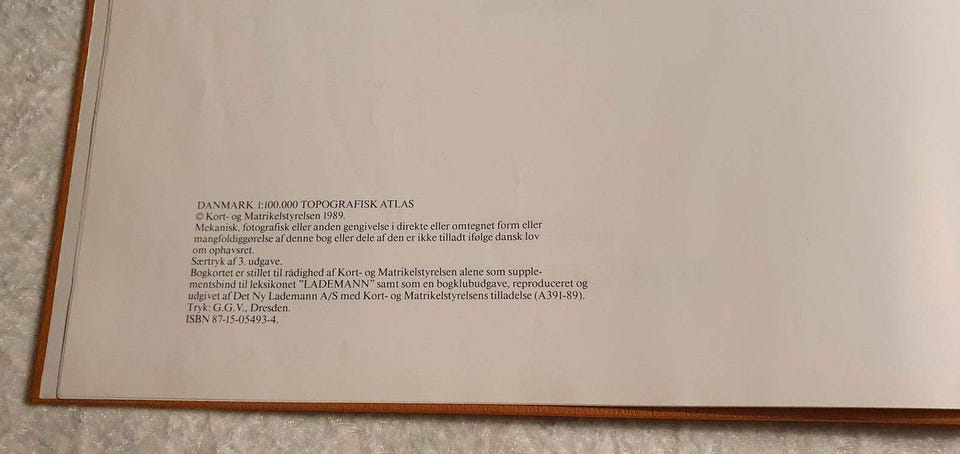 DANMARK 1:100.000 TOPOGRAFISK ATLAS
© Kort- og Matrikelstyrelsen 1989.
Mekanisk, fotografisk eller anden gengivelse i direkte eller omtegnet form eller
mangfoldiggørelse af denne bog eller dele af den er ikke tilladt ifølge dansk lov
om ophavsret.
Særtryk af 3. udgave.
Bogkortet er stillet til rådighed af Kort- og Matrikelstyrelsen alene som supple-
mentsbind til leksikonet "LADEMANN" samt som en bogklubudgave, reproduceret og
udgivet af Det Ny Lademann A/S med Kort- og Matrikelstyrelsens tilladelse (A391-89).
Tryk: G.G.V., Dresden.
ISBN 87-15-05493-4.